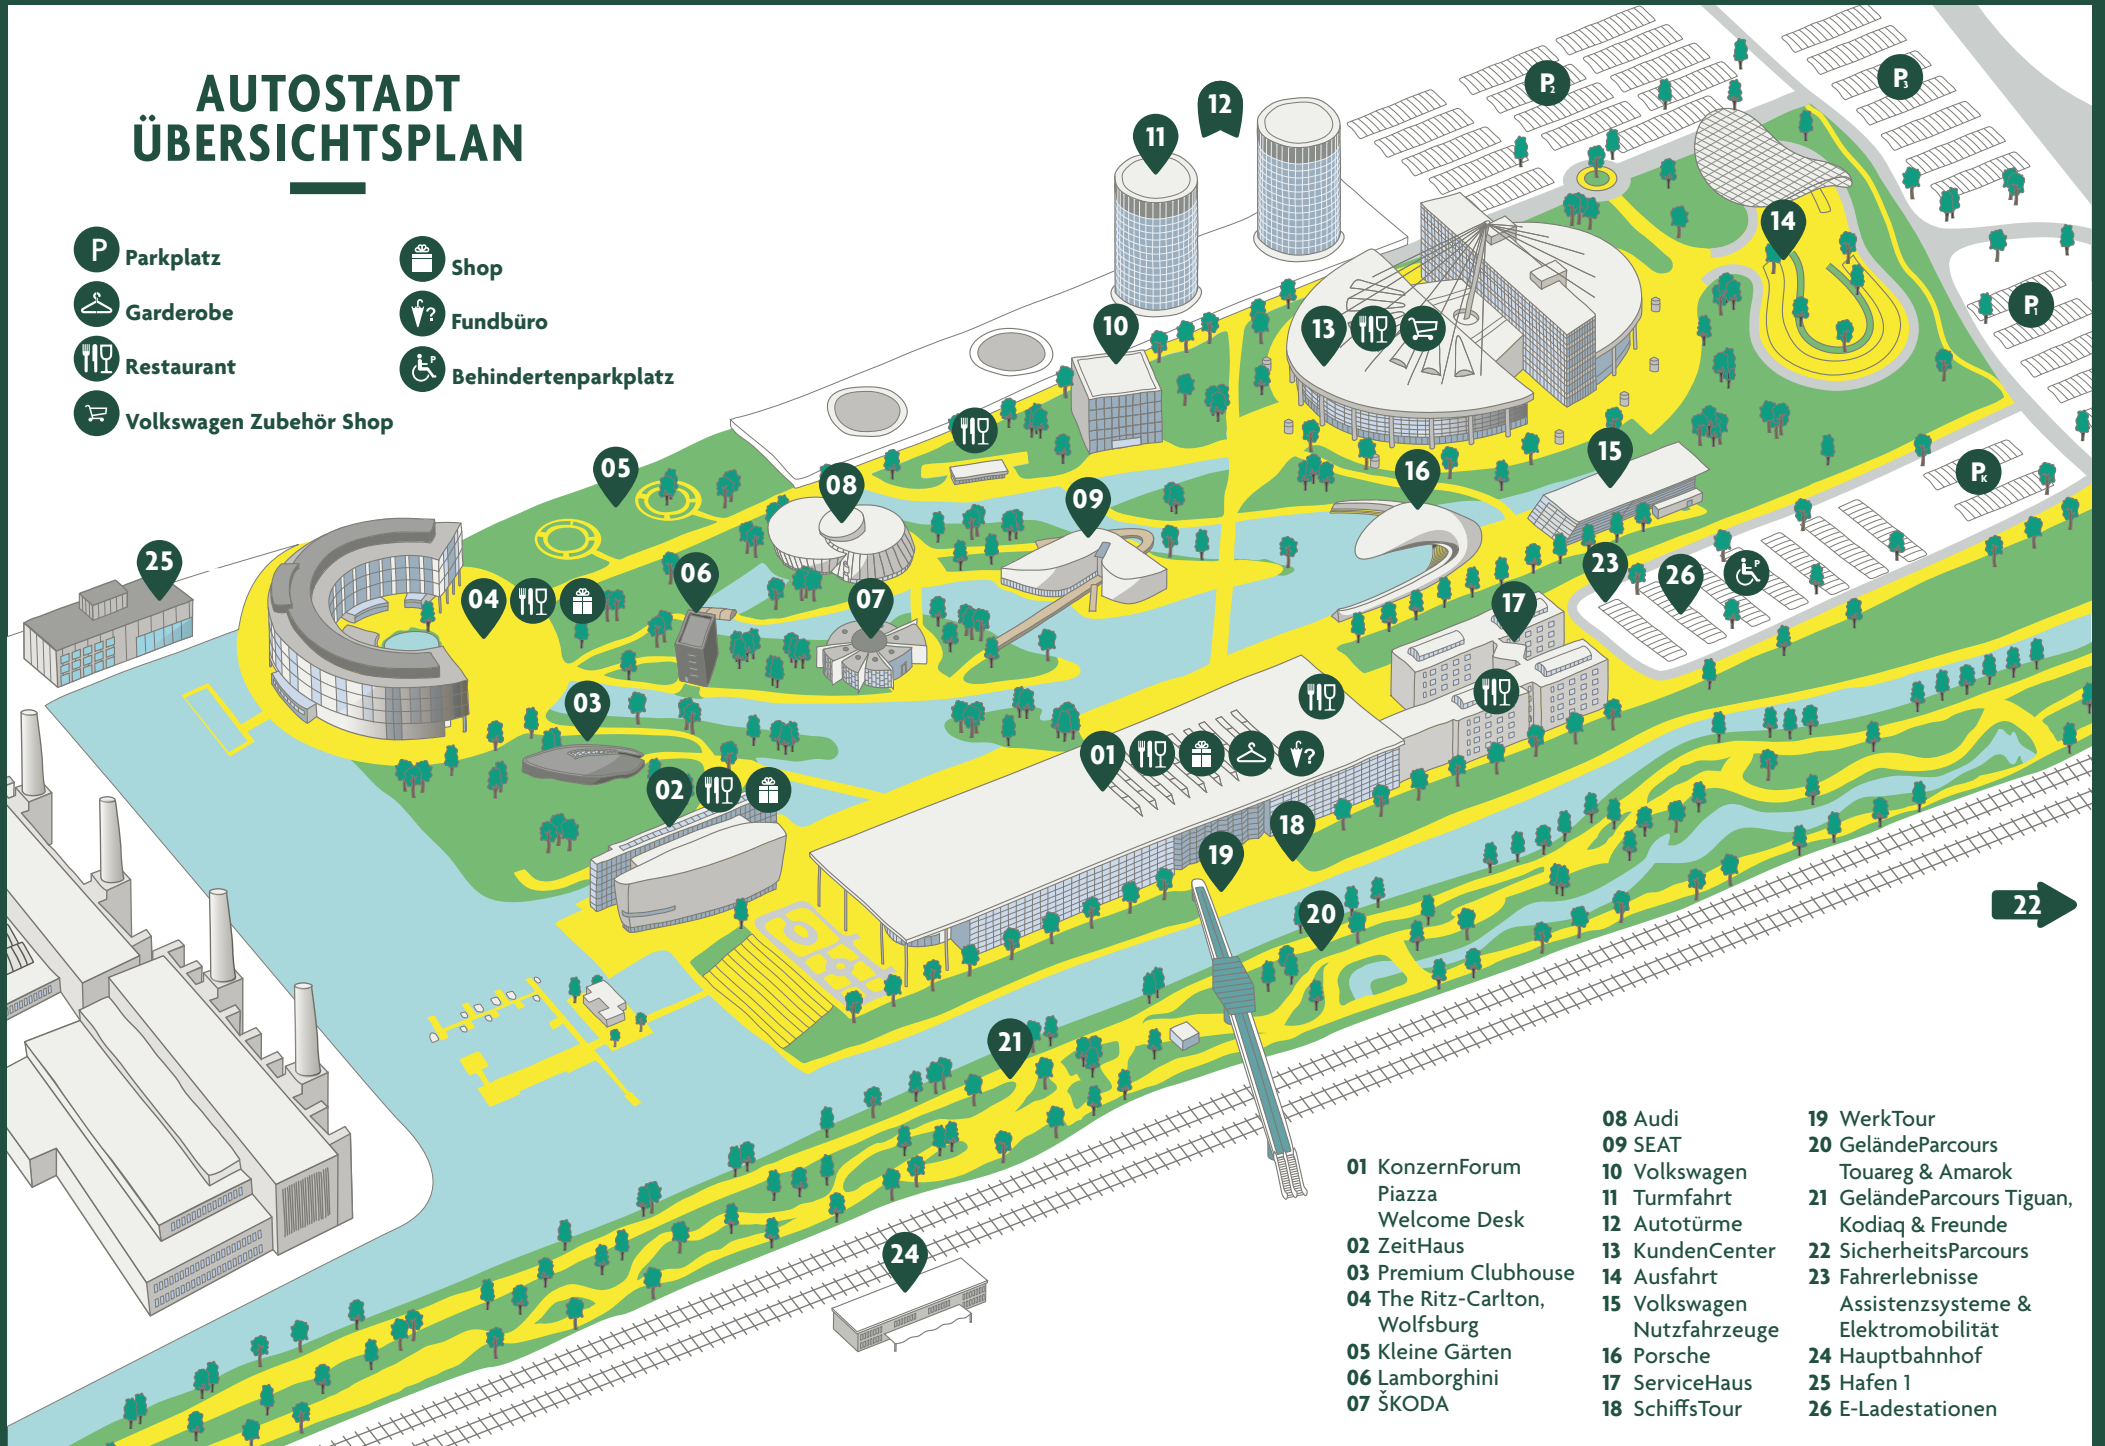 AUTOSTADT
ÜBERSICHTSPLAN
P Parkplatz
Garderobe
Restaurant
Volkswagen Zubehör Shop
Shop
? Fundbüro
P Behindertenparkplatz
12
11
P2
P3
14
P1
10
13
05
08
09
16
15
PK
25
06
04
07
23
26
P
17
03
02
01
?
18
19
20
22
21
24
01 KonzernForum
Piazza
Welcome Desk
02 ZeitHaus
03 Premium Clubhouse
04 The Ritz-Carlton,
Wolfsburg
05 Kleine Gärten
06 Lamborghini
07 ŠKODA
08 Audi
09 SEAT
10 Volkswagen
11 Turmfahrt
12 Autotürme
13 KundenCenter
14 Ausfahrt
15 Volkswagen
Nutzfahrzeuge
16 Porsche
17 ServiceHaus
18 SchiffsTour
19 WerkTour
20 GeländeParcours
Touareg & Amarok
21 GeländeParcours Tiguan,
Kodiaq & Freunde
22 SicherheitsParcours
23 Fahrerlebnisse
Assistenzsysteme &
Elektromobilität
24 Hauptbahnhof
25 Hafen 1
26 E-Ladestationen